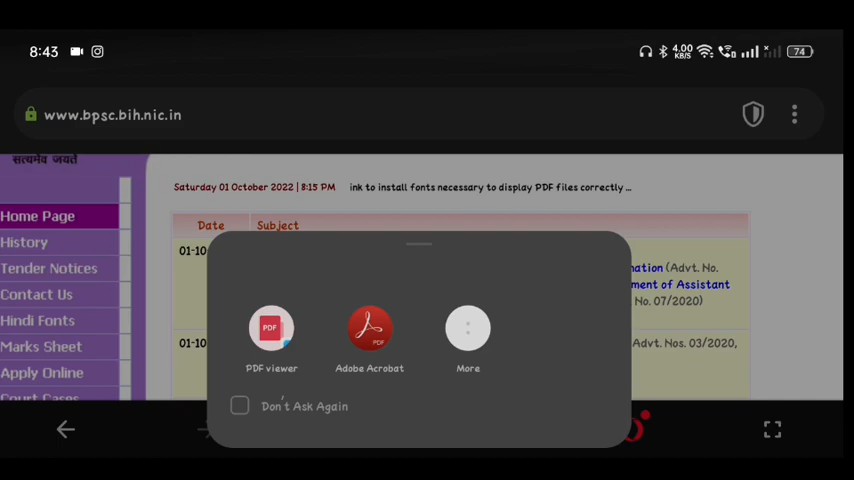 8:43
4.00
KB/S
74
www.bpsc.bih.nic.in
सत्यमेव जयते
Saturday 01 October 2022 | 8:15 PM ink to install fonts necessary to display PDF files correctly ...
Home Page
History
Tender Notices
Contact Us
Hindi Fonts
Marks Sheet
Apply Online
Court Cases
Date Subject
01-10
nation (Advt. No.
ment of Assistant
No. 07/2020)
01-10
Advt. Nos. 03/2020,
PDF
PDF
PDF viewer
Adobe Acrobat
More
Don't Ask Again